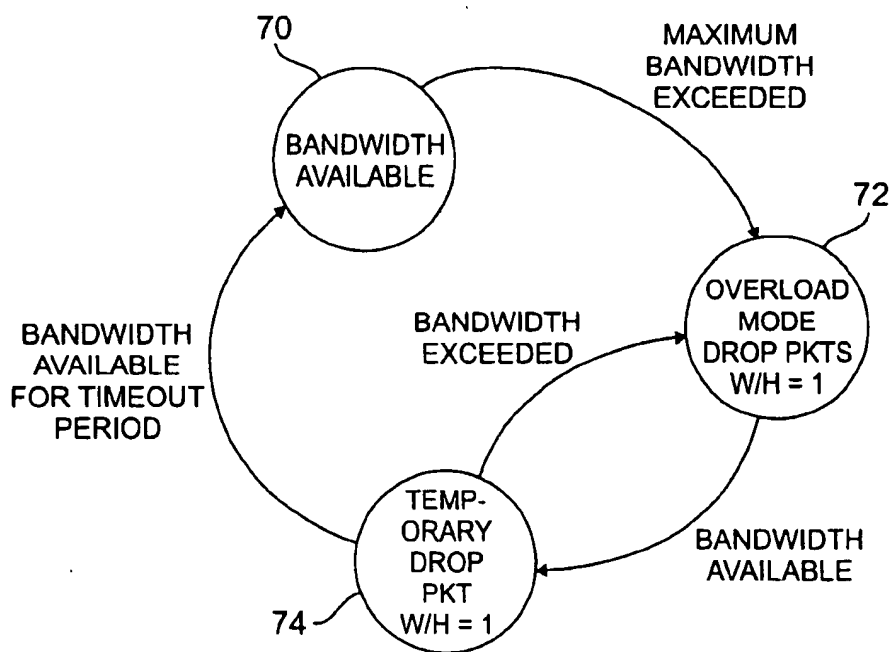 70
MAXIMUM
BANDWIDTH
EXCEEDED
BANDWIDTH
AVAILABLE
72
OVERLOAD
MODE
DROP PKTS
W/H = 1
BANDWIDTH
EXCEEDED
BANDWIDTH
AVAILABLE
FOR TIMEOUT
PERIOD
TEMP-
ORARY
DROP
PKT
W/H = 1
74
BANDWIDTH
AVAILABLE